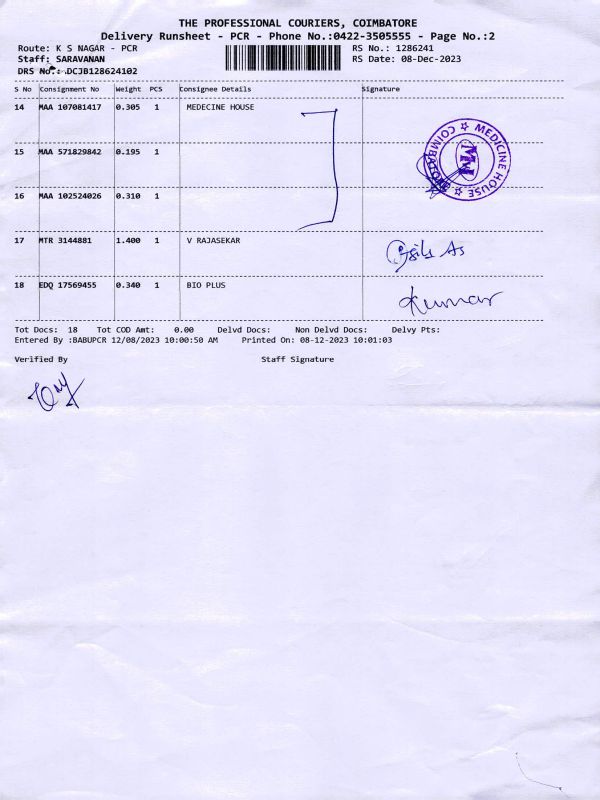 THE PROFESSIONAL COURIERS, COIMBATORE
Delivery Runsheet - PCR - Phone No.:0422-3505555 - Page No.:2
Route: K S NAGAR - PCR
RS No.: 1286241
Staff: SARAVANAN
RS Date: 08-Dec-2023
DRS No.: DCJB128624102
S No Consignment No Weight PCS Consignee Details Signature
14 MAA 107081417 0.305 1 MEDECINE HOUSE
15 MAA 571829842 0.195 1
16 MAA 102524026 0.310 1
MEDICINE HOUSE ☆ COIMBATORE ☆
17 MTR 3144881 1.400 1 V RAJASEKAR
18 EDQ 17569455 0.340 1 BIO PLUS
Kumar
Tot Docs: 18 Tot COD Amt: 0.00 Delvd Docs: Non Delvd Docs: Delvy Pts:
Entered By :BABUPCR 12/08/2023 10:00:50 AM Printed On: 08-12-2023 10:01:03
Verified By Staff Signature